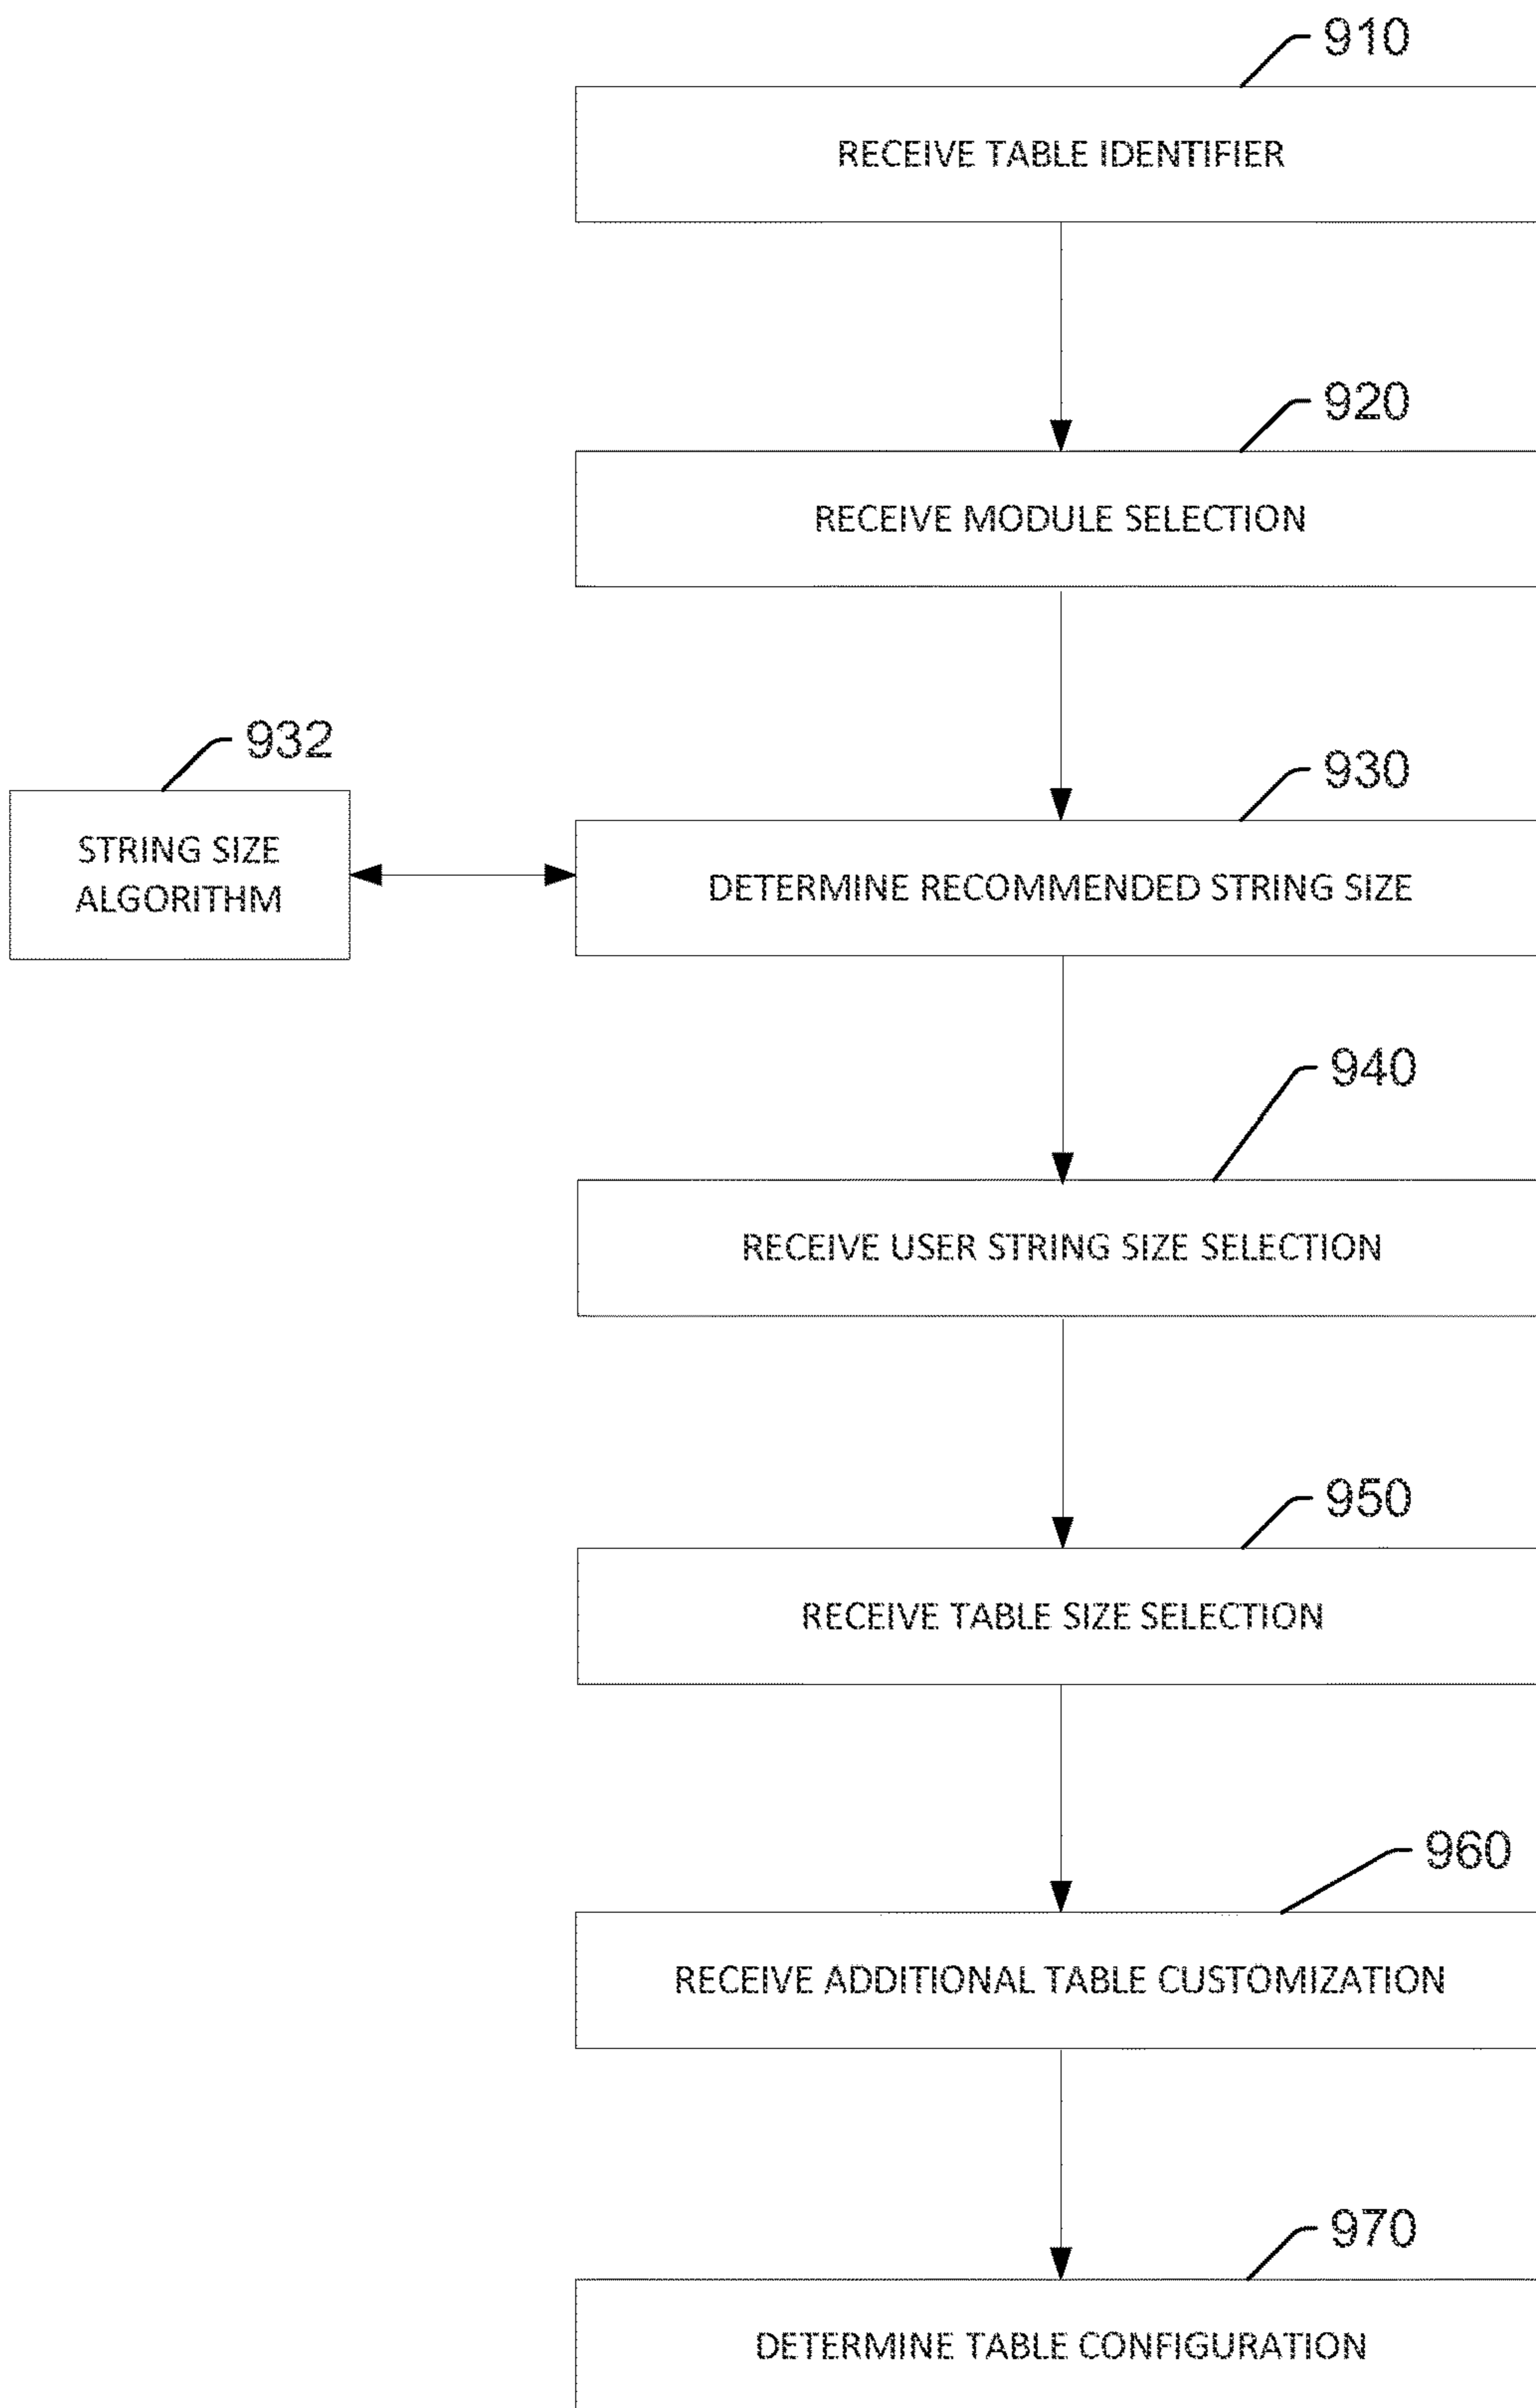 910
RECEIVE TABLE IDENTIFIER
920
RECEIVE MODULE SELECTION
932
STRING SIZE
ALGORITHM
930
DETERMINE RECOMMENDED STRING SIZE
940
RECEIVE USER STRING SIZE SELECTION
950
RECEIVE TABLE SIZE SELECTION
960
RECEIVE ADDITIONAL TABLE CUSTOMIZATION
970
DETERMINE TABLE CONFIGURATION